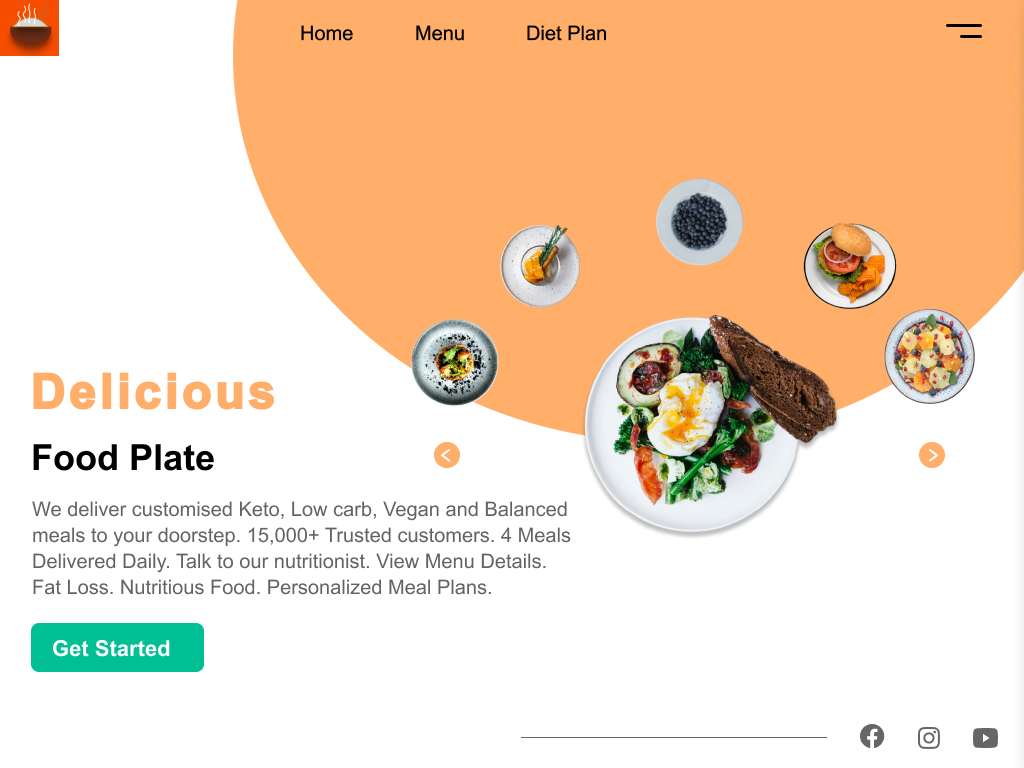 Home
Menu
Diet Plan
Delicious
Food Plate
We deliver customised Keto, Low carb, Vegan and Balanced
meals to your doorstep. 15,000+ Trusted customers. 4 Meals
Delivered Daily. Talk to our nutritionist. View Menu Details.
Fat Loss. Nutritious Food. Personalized Meal Plans.
Get Started